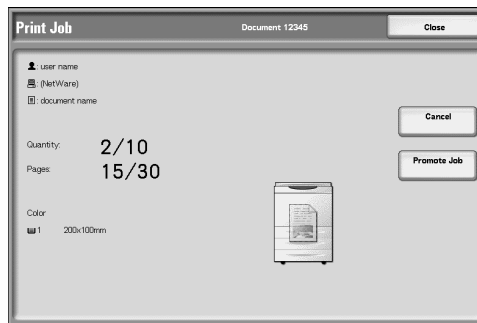 Print Job
Document 12345
Close
: user name
: (NetWare)
: document name
Cancel
Quantity: 2/10
Promote Job
Pages: 15/30
Color
1 200x100mm